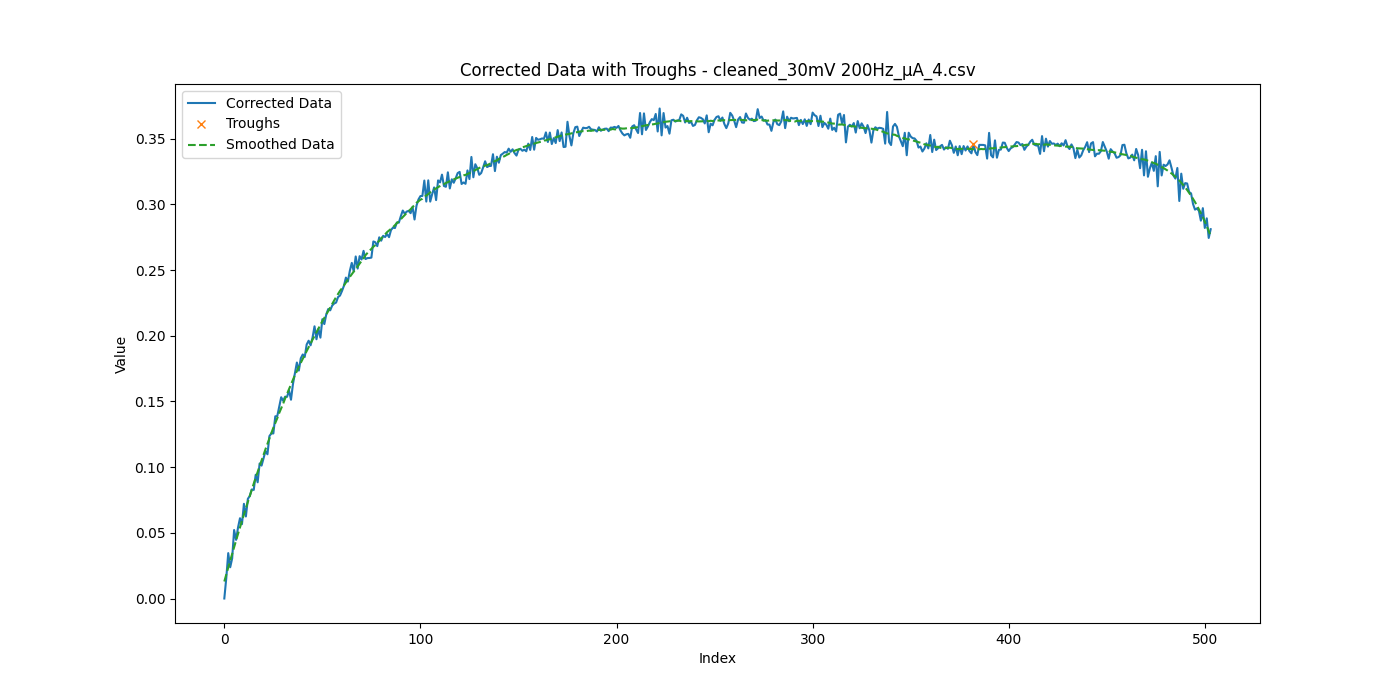 Corrected Data with Troughs - cleaned_30mV 200Hz_µA_4.csv
Corrected Data
Troughs
Smoothed Data
0.35
0.30
0.25
0.20
0.15
0.10
0.05
0.00
Value
0 100 200 300 400 500
Index